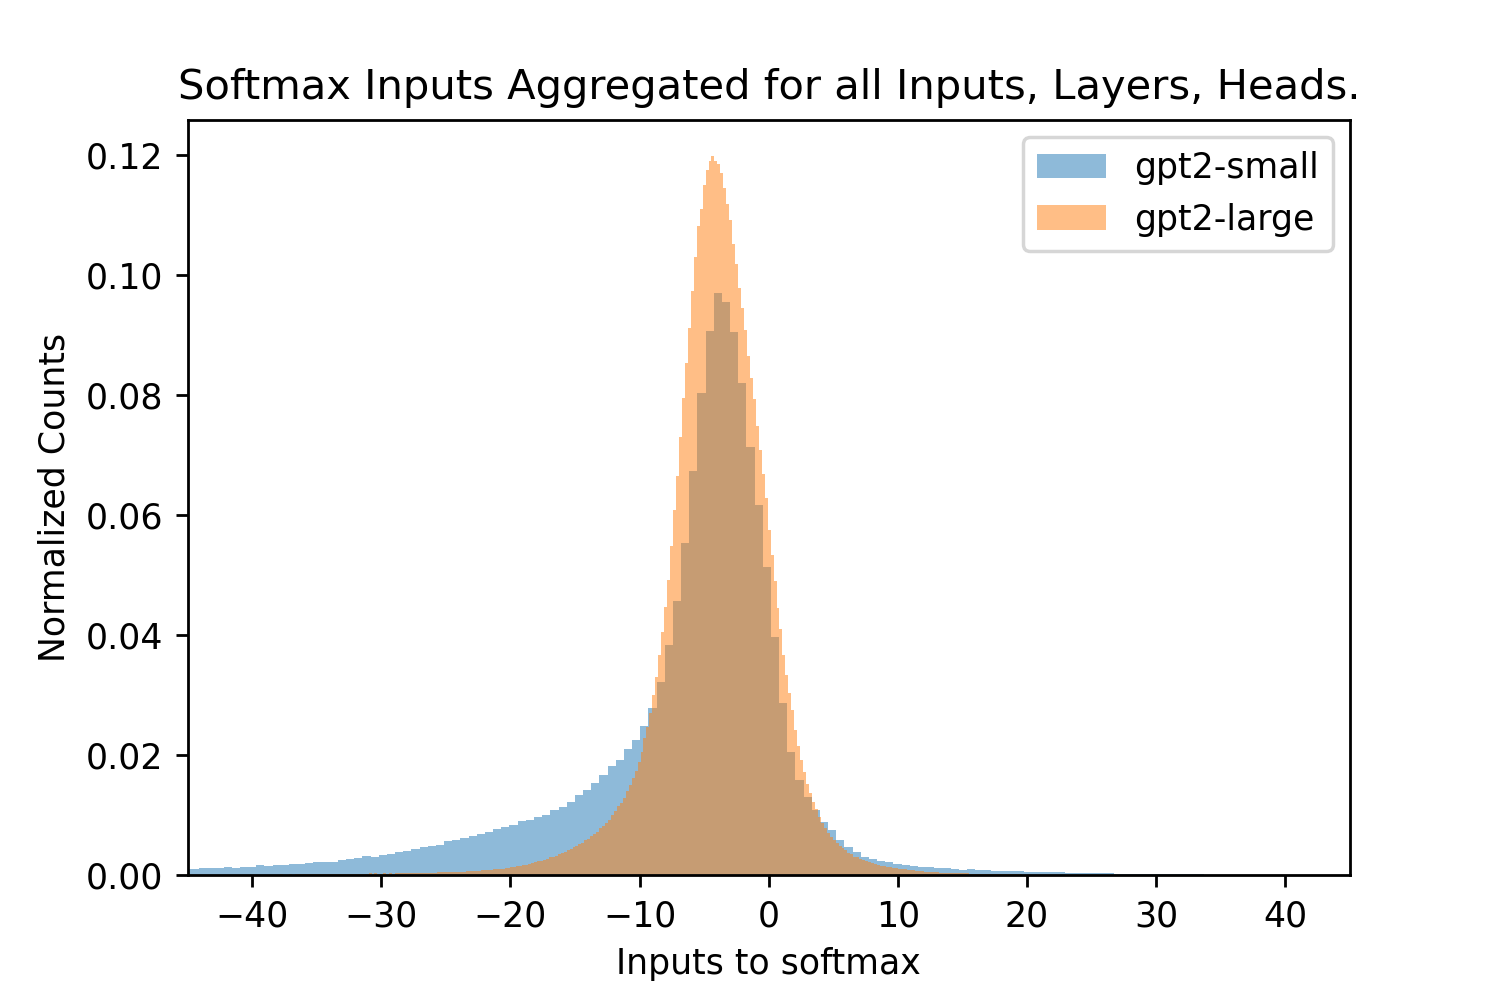 Softmax Inputs Aggregated for all Inputs, Layers, Heads.
gpt2-small
gpt2-large
Normalized Counts
0.12
0.10
0.08
0.06
0.04
0.02
0.00
−40 −30 −20 −10 0 10 20 30 40
Inputs to softmax